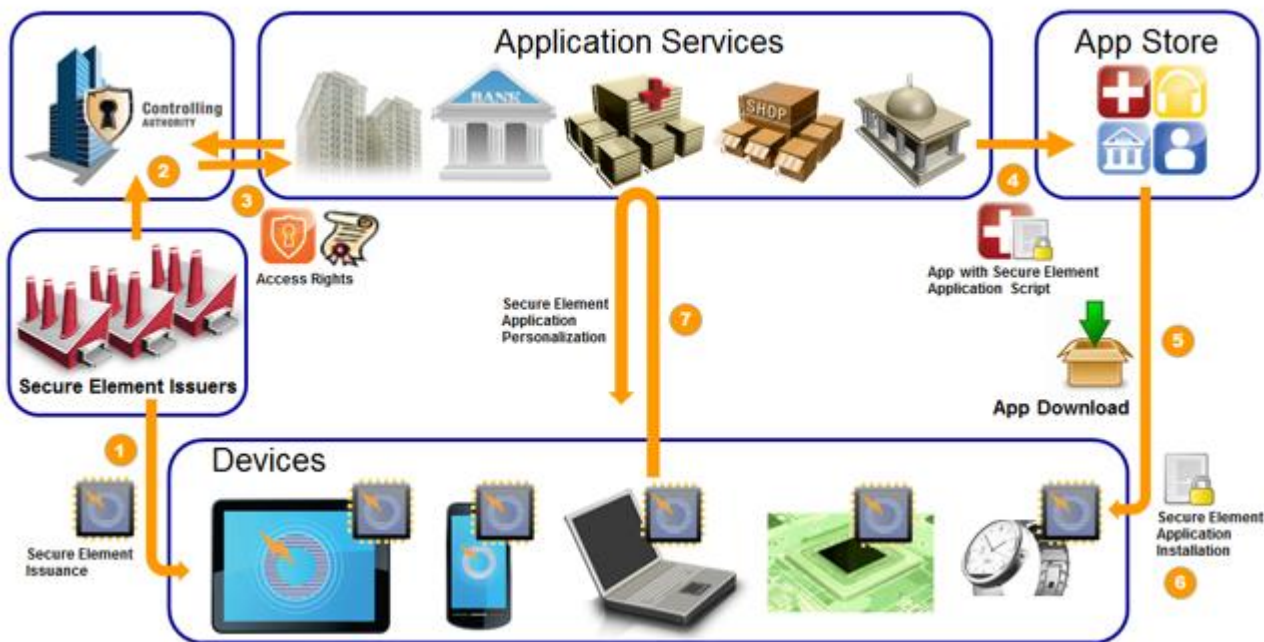 Application Services
App Store
Controlling
AUTHORITY
BANK
SHOP
2
3
4
Access Rights
App with Secure Element
Application Script
Secure Element
Application
Personalization
7
5
Secure Element Issuers
App Download
1
Devices
Secure Element
Issuance
Secure Element
Application
Installation
6